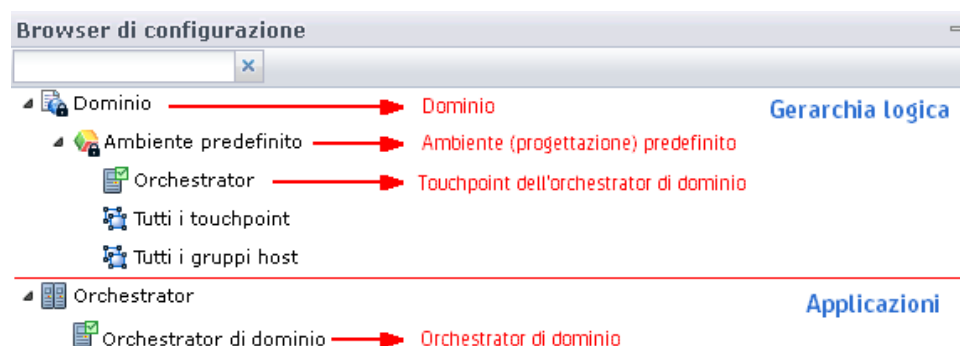 Browser di configurazione
Dominio Dominio Gerarchia logica
Ambiente predefinito Ambiente (progettazione) predefinito
Orchestrator Touchpoint dell'orchestrator di dominio
Tutti i touchpoint
Tutti i gruppi host
Orchestrator Applicazioni
Orchestrator di dominio Orchestrator di dominio